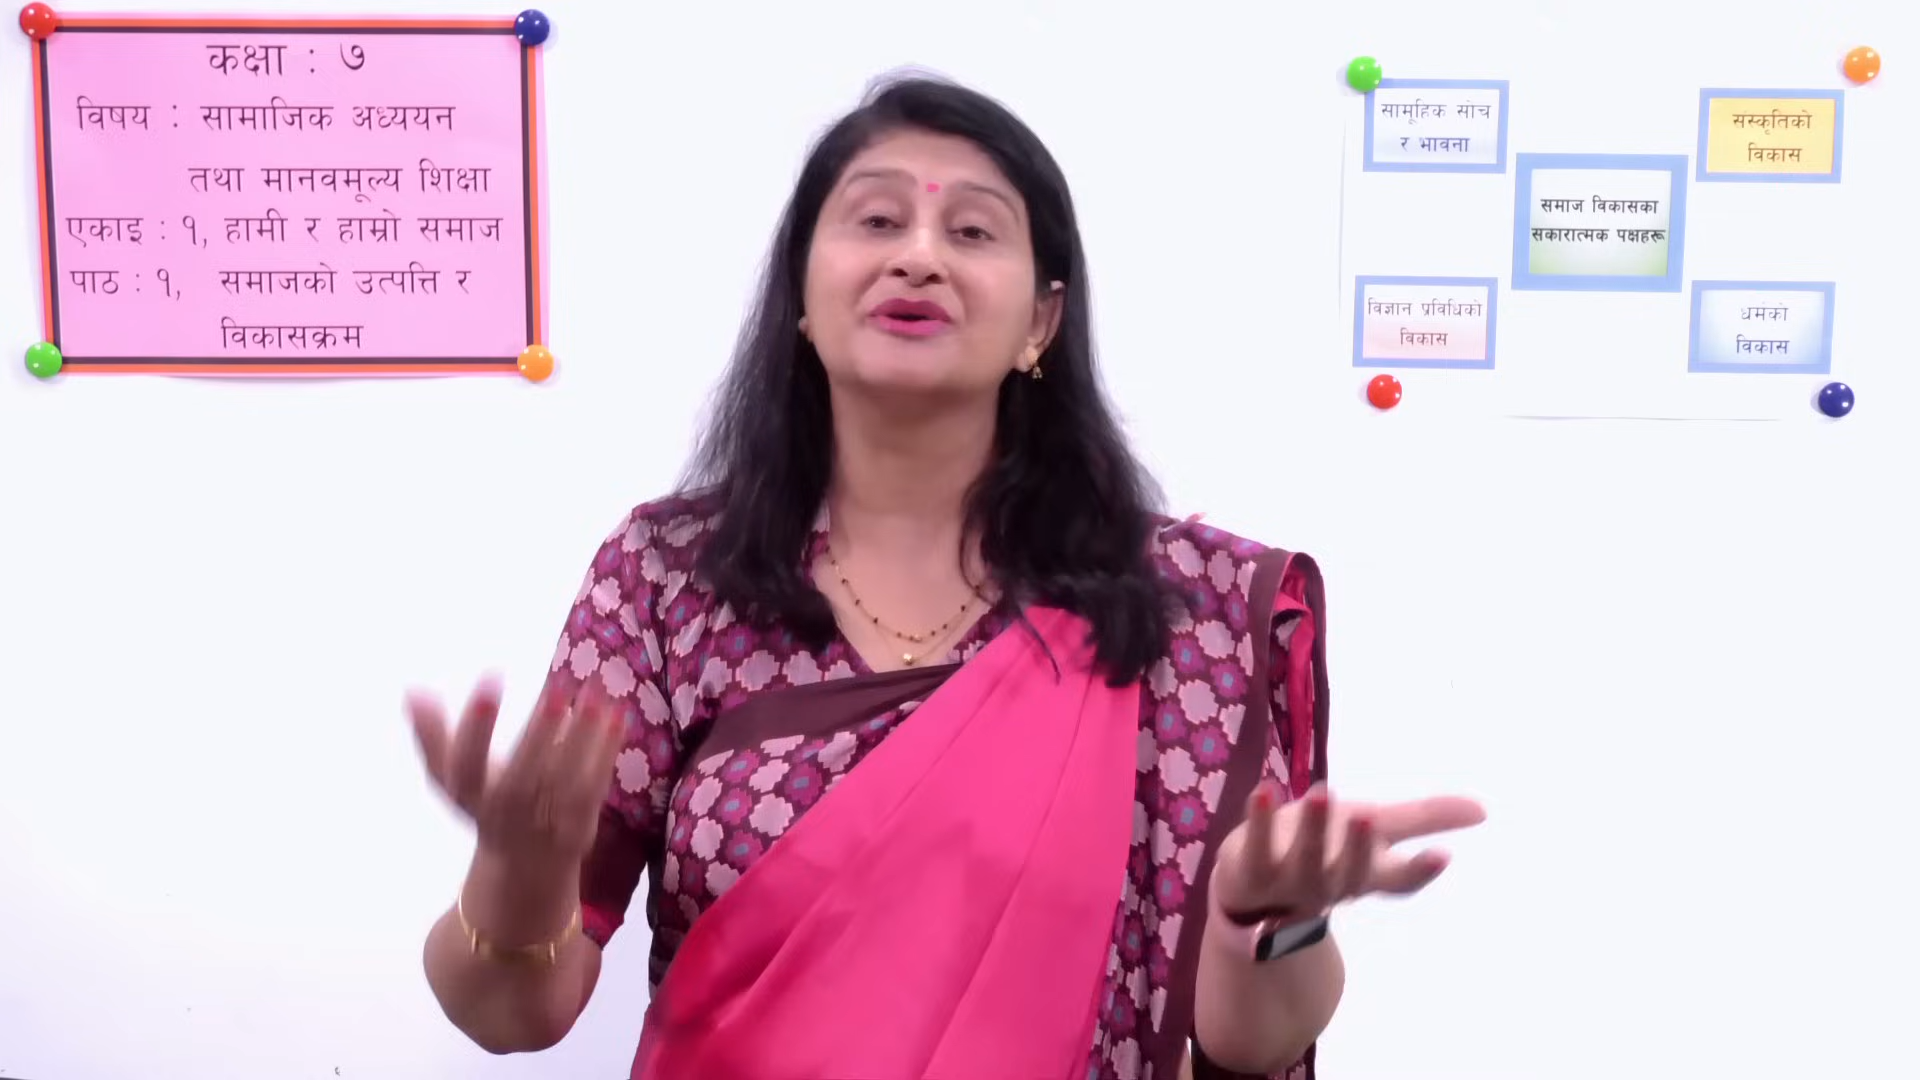 कक्षा : ७
विषय : सामाजिक अध्ययन
तथा मानवमूल्य शिक्षा
एकाइ : १, हामी र हाम्रो समाज
पाठ : १, समाजको उत्पत्ति र
विकासक्रम
सामूहिक सोच
र भावना
संस्कृतिको
विकास
समाज विकासका
सकारात्मक पक्षहरू
विज्ञान प्रविधिको
विकास
धर्मको
विकास